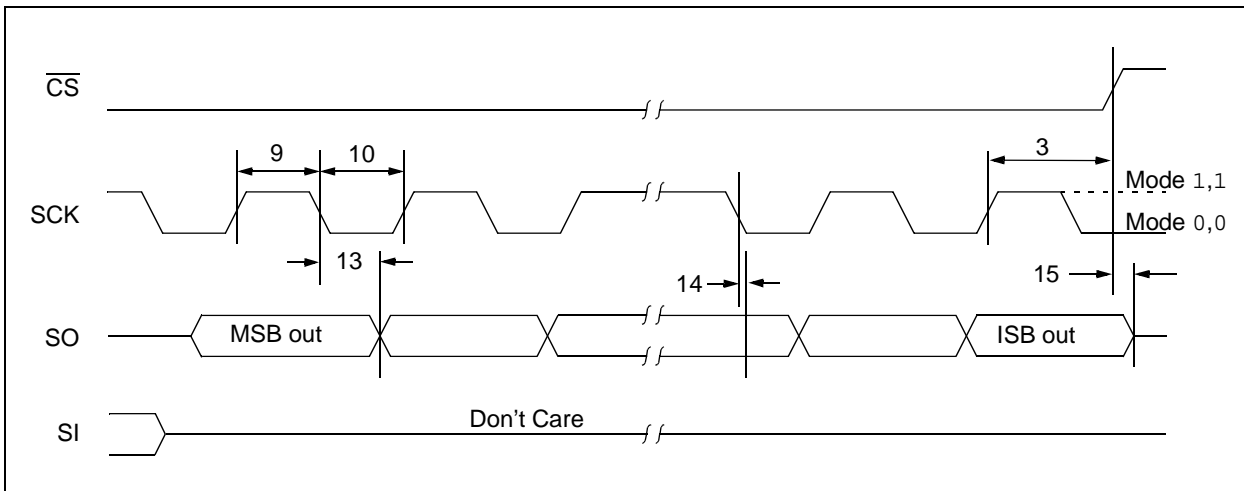 CS
9
10
3
Mode 1,1
SCK
Mode 0,0
13
14
15
SO
MSB out
ISB out
Don't Care
SI